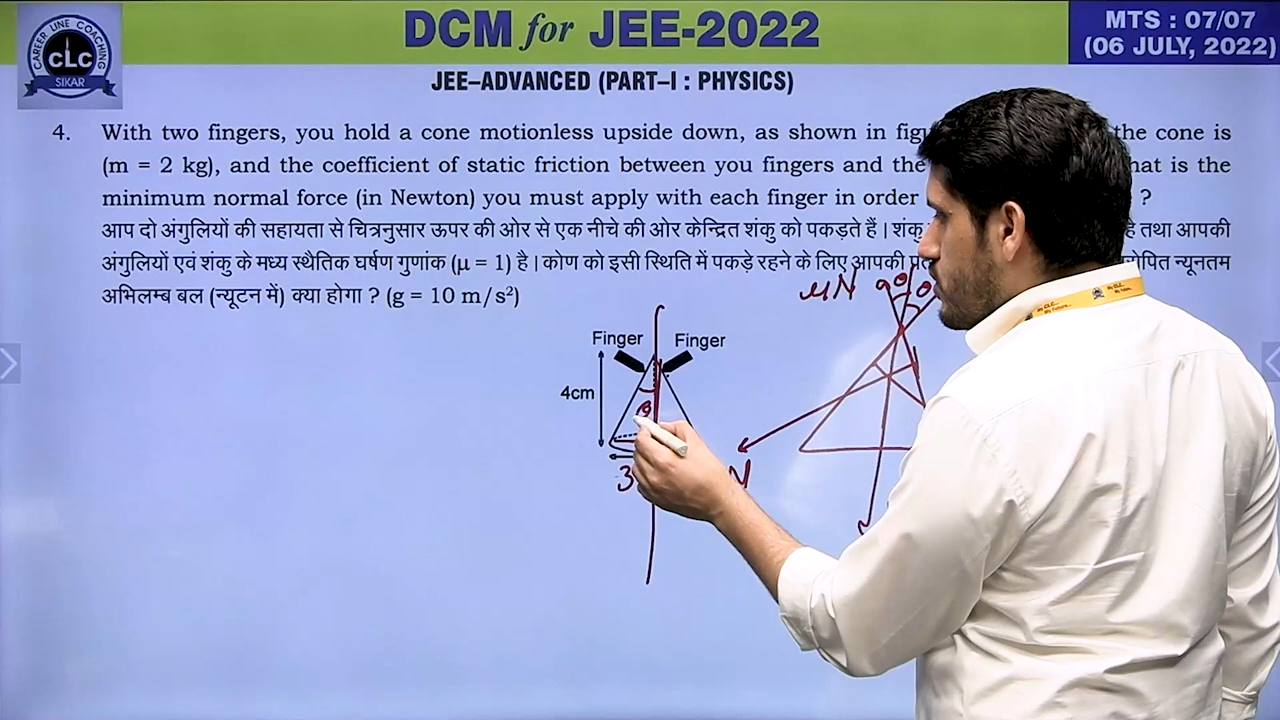 DCM for JEE-2022
MTS : 07/07
(06 JULY, 2022)
CAREER LINE COACHING
CLC
SIKAR
JEE–ADVANCED (PART–I : PHYSICS)
4. With two fingers, you hold a cone motionless upside down, as shown in the cone is
(m = 2 kg), and the coefficient of static friction between you fingers and the is the
minimum normal force (in Newton) you must apply with each finger in order ?
आप दो अंगुलियों की सहायता से चित्रनुसार ऊपर की ओर से एक नीचे की ओर केन्द्रित शंकु को पकड़ते हैं। तथा आपकी
अंगुलियों एवं शंकु के मध्य स्थैतिक घर्षण गुणांक (μ = 1) है। कोण को इसी स्थिति में पकड़े रहने के लिए आपकी न्यूनतम
अभिलम्ब बल (न्यूटन में) क्या होगा ? (g = 10 m/s²)
μN θ θ
Finger Finger
4cm
θ
3
N